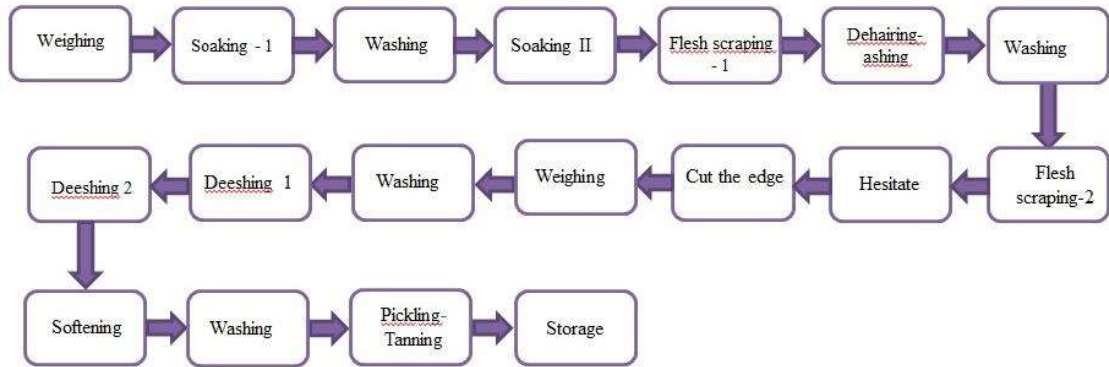 Weighing
Soaking - 1
Washing
Soaking II
Flesh scraping
- 1
Dehairing-
ashing
Washing
Flesh
scraping-2
Hesitate
Cut the edge
Weighing
Washing
Deeshing 1
Deeshing 2
Softening
Washing
Pickling-
Tanning
Storage